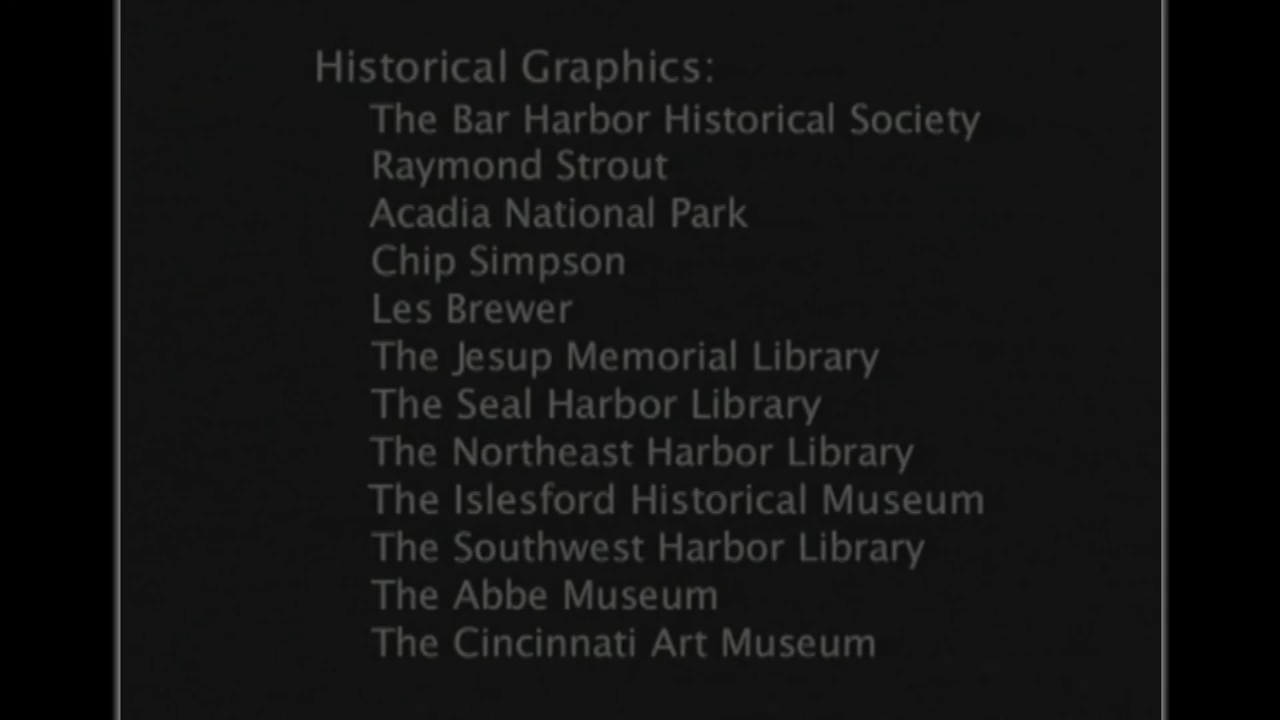 Historical Graphics:
The Bar Harbor Historical Society
Raymond Strout
Acadia National Park
Chip Simpson
Les Brewer
The Jesup Memorial Library
The Seal Harbor Library
The Northeast Harbor Library
The Islesford Historical Museum
The Southwest Harbor Library
The Abbe Museum
The Cincinnati Art Museum